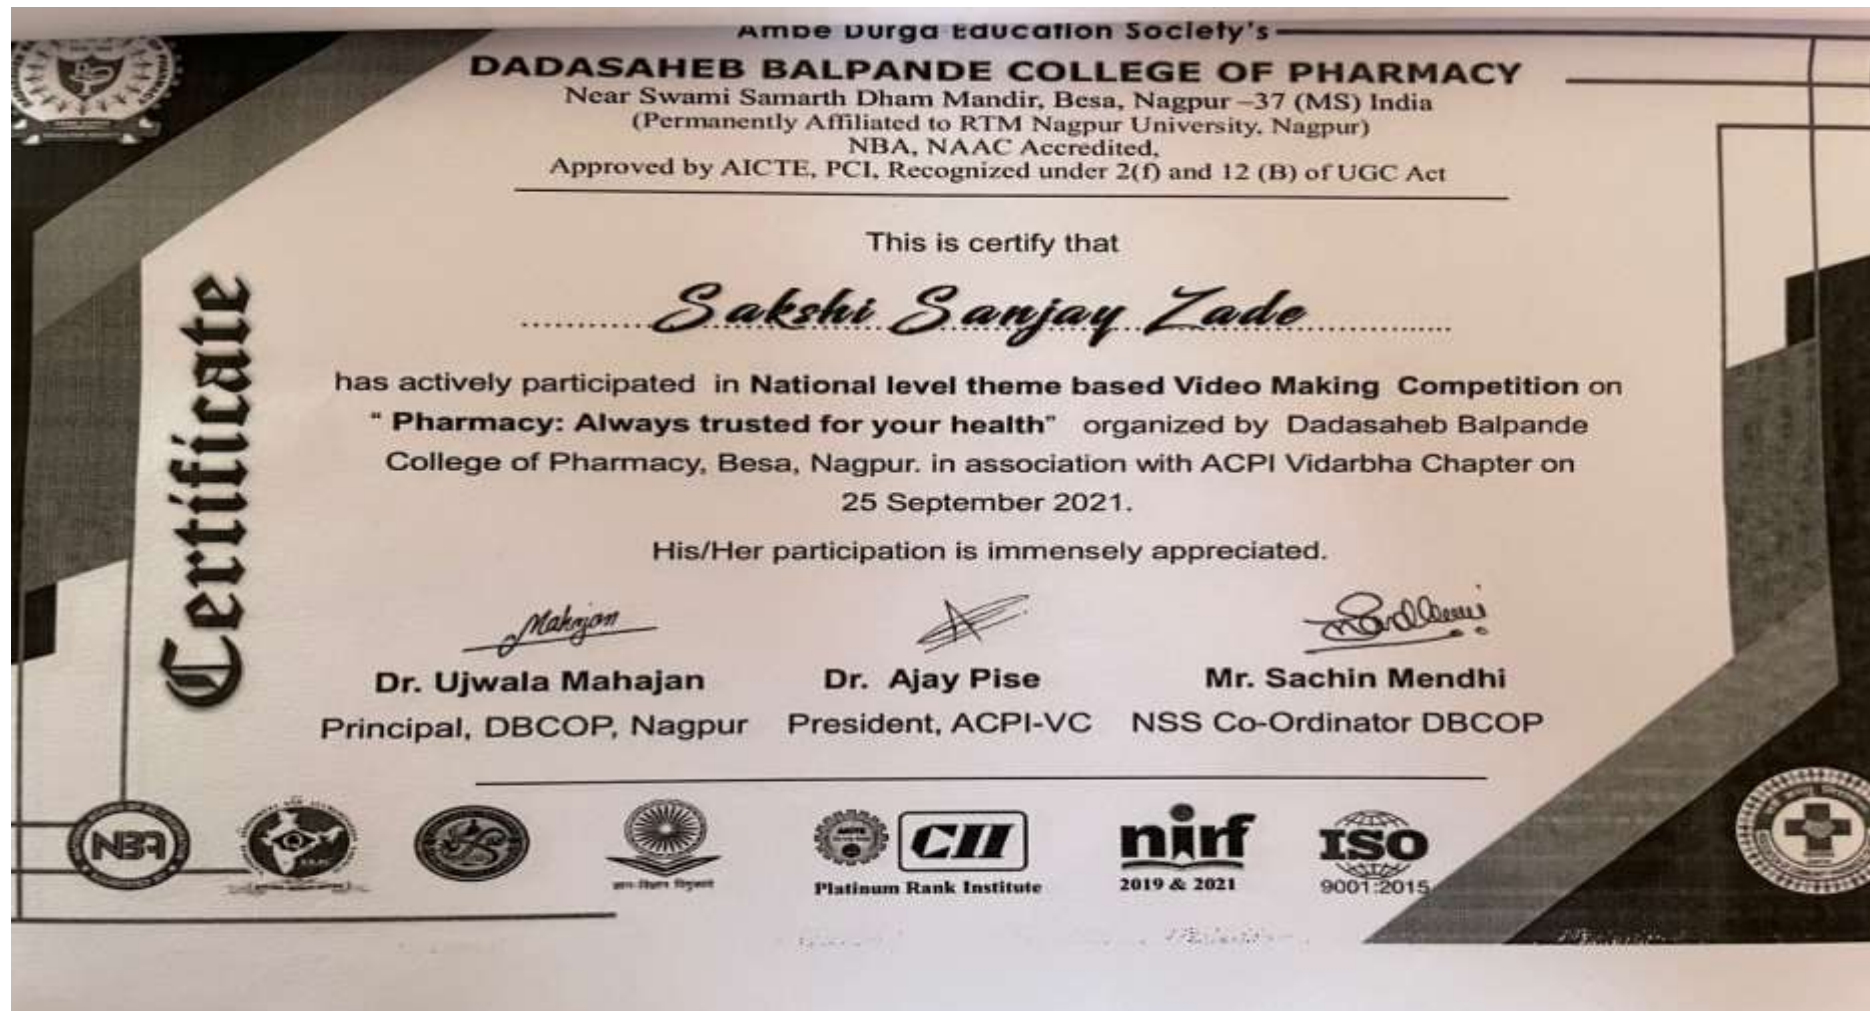 Ambe Durga Education Society's
DADASAHEB BALPANDE COLLEGE OF PHARMACY
Near Swami Samarth Dham Mandir, Besa, Nagpur –37 (MS) India
(Permanently Affiliated to RTM Nagpur University, Nagpur)
NBA, NAAC Accredited,
Approved by AICTE, PCI, Recognized under 2(f) and 12 (B) of UGC Act
Certificate
This is certify that
Sakshi Sanjay Zade
has actively participated in National level theme based Video Making Competition on
" Pharmacy: Always trusted for your health" organized by Dadasaheb Balpande
College of Pharmacy, Besa, Nagpur. in association with ACPI Vidarbha Chapter on
25 September 2021.
His/Her participation is immensely appreciated.
Mahajan
Dr. Ujwala Mahajan Dr. Ajay Pise Mr. Sachin Mendhi
Principal, DBCOP, Nagpur President, ACPI-VC NSS Co-Ordinator DBCOP
NBA
ज्ञान-विज्ञान विमुक्तये
CII
Platinum Rank Institute
nirf
2019 & 2021
ISO
9001:2015